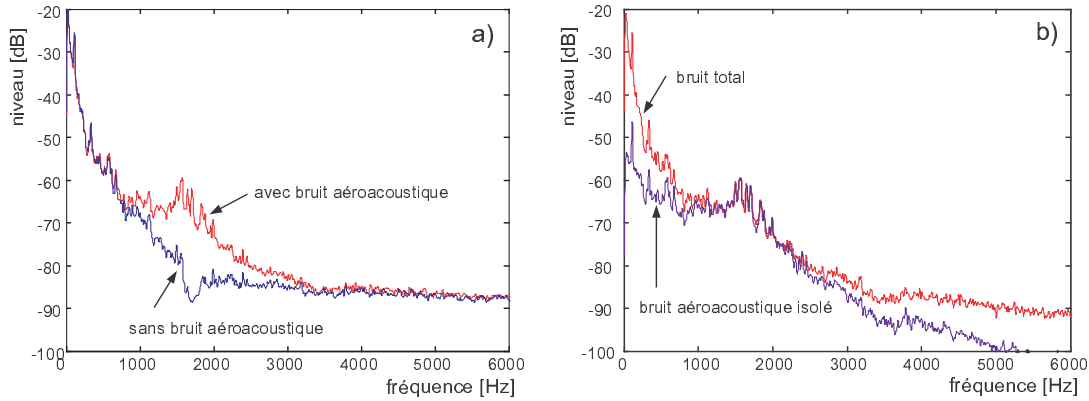 a)
niveau [dB]
-20
-30
-40
-50
-60
-70
-80
-90
-100
avec bruit aéroacoustique
sans bruit aéroacoustique
0 1000 2000 3000 4000 5000 6000
fréquence [Hz]
b)
niveau [dB]
-20
-30
-40
-50
-60
-70
-80
-90
-100
bruit total
bruit aéroacoustique isolé
0 1000 2000 3000 4000 5000 6000
fréquence [Hz]